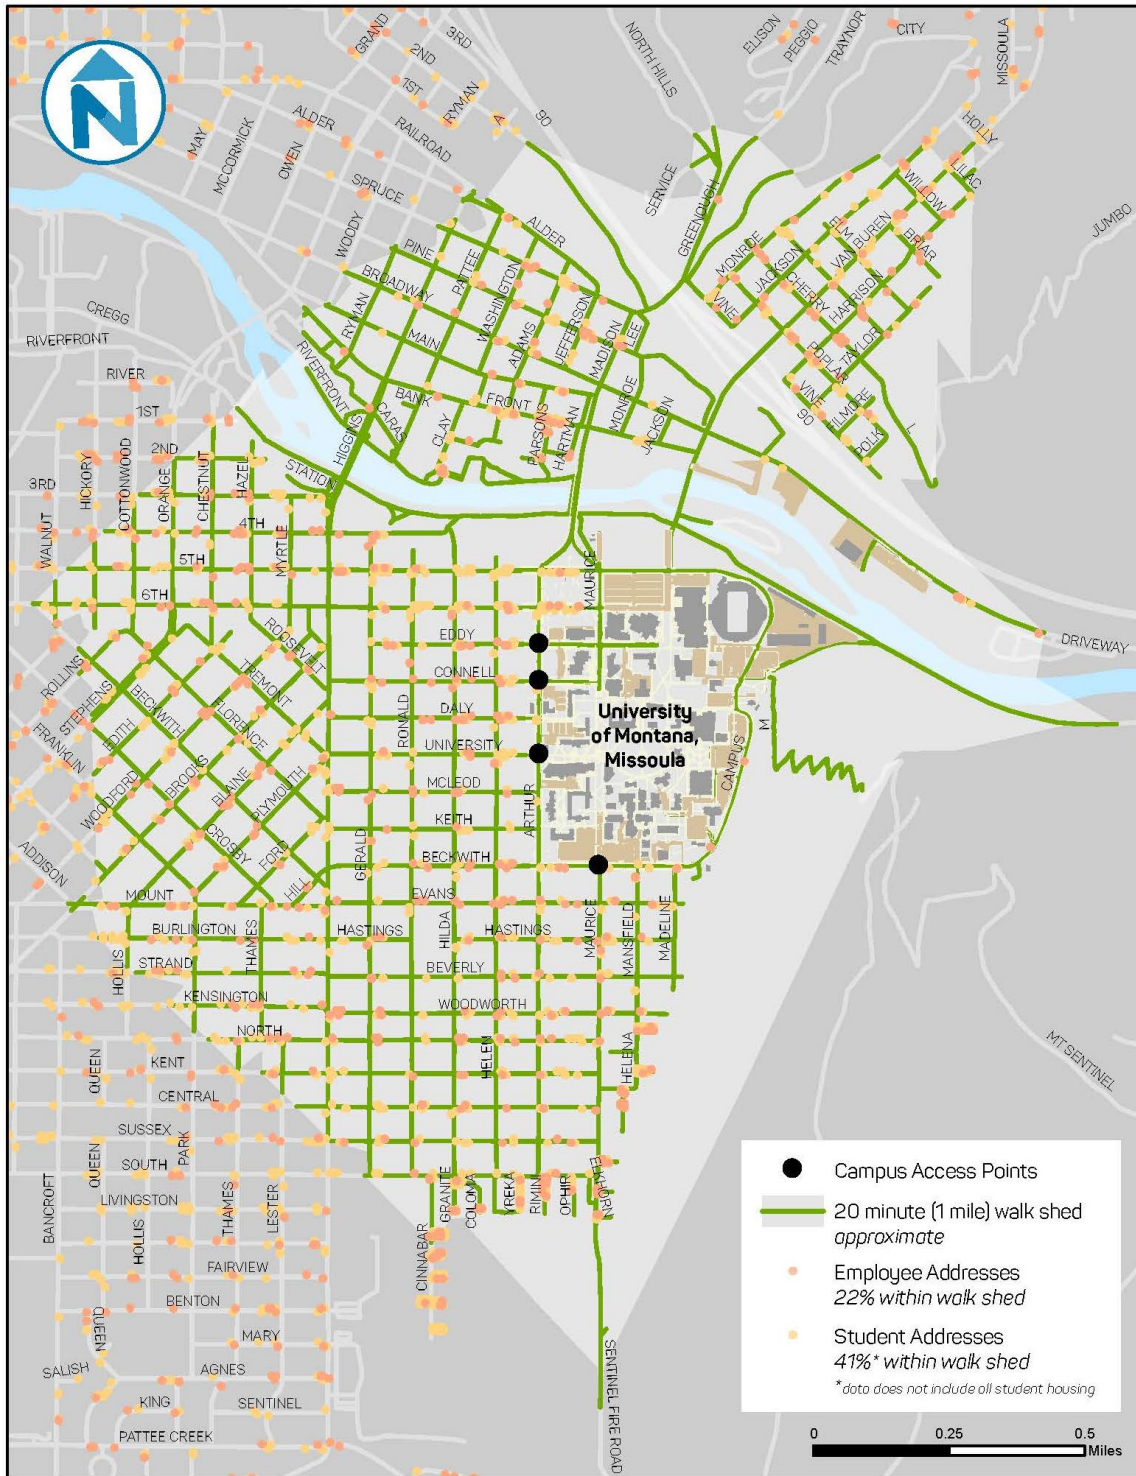 GRAND
3RD
2ND
1ST
RYMAN
A
90
NORTH HILLS
ELISON
PEGGIO
TRAYNOR
CITY
MISSOULA
N
MAY
MCCORMICK
ALDER
OWEN
RAILROAD
SPRUCE
WOODY
SERVICE
GREENOUGH
HOLLY
LILAC
WILLOW
JUMBO
PINE
PATTEE
ALDER
BROADWAY
WASHINGTON
MONROE
JACKSON
ELM
VAN BUREN
BRIAR
CHERRY
HARRISON
VINE
CREGG
RIVERFRONT
RYMAN
MAIN
ADAMS
JEFFERSON
MADISON
LEE
POPLAR
TAYLOR
RIVERFRONT
RIVER
1ST
BANK
CARAS
FRONT
CLAY
PARSONS
HARTMAN
MONROE
JACKSON
VINE
90
FILMORE
POLK
L
HIGGINS
STATION
2ND
3RD
HICKORY
COTTONWOOD
ORANGE
CHESTNUT
HAZEL
WALNUT
4TH
MYRTLE
5TH
6TH
MAURICE
EDDY
CONNELL
DALY
UNIVERSITY
MCLEOD
KEITH
BECKWITH
EVANS
RONALD
ARTHUR
University
of Montana,
Missoula
CAMPUS
M
DRIVEWAY
ROLLINS
STEPHENS
FRANKLIN
ROOSEVELT
TREMONT
BECKWITH
FLORENCE
EDITH
WOODFORD
BROOKS
BLAINE
PLYMOUTH
CROSBY
FORD
HILL
ADDISON
GERALD
MOUNT
BURLINGTON
THAMES
HASTINGS
HILDA
HASTINGS
MAURICE
MANSFIELD
MADELINE
HOLLIS
STRAND
BEVERLY
KENSINGTON
WOODWORTH
NORTH
HELEN
HELENA
MT SENTINEL
QUEEN
KENT
CENTRAL
SUSSEX
PARK
QUEEN
SOUTH
BANCROFT
LIVINGSTON
HOLLIS
THAMES
LESTER
GRANITE
COLOMA
YREKA
RIMINI
OPHIR
ELKHORN
CINNABAR
FAIRVIEW
BENTON
QUEEN
MARY
SALISH
AGNES
KING
SENTINEL
PATTEE CREEK
SENTINEL FIRE ROAD
Campus Access Points
20 minute (1 mile) walk shed
approximate
Employee Addresses
22% within walk shed
Student Addresses
41%* within walk shed
*data does not include all student housing
0 0.25 0.5
Miles